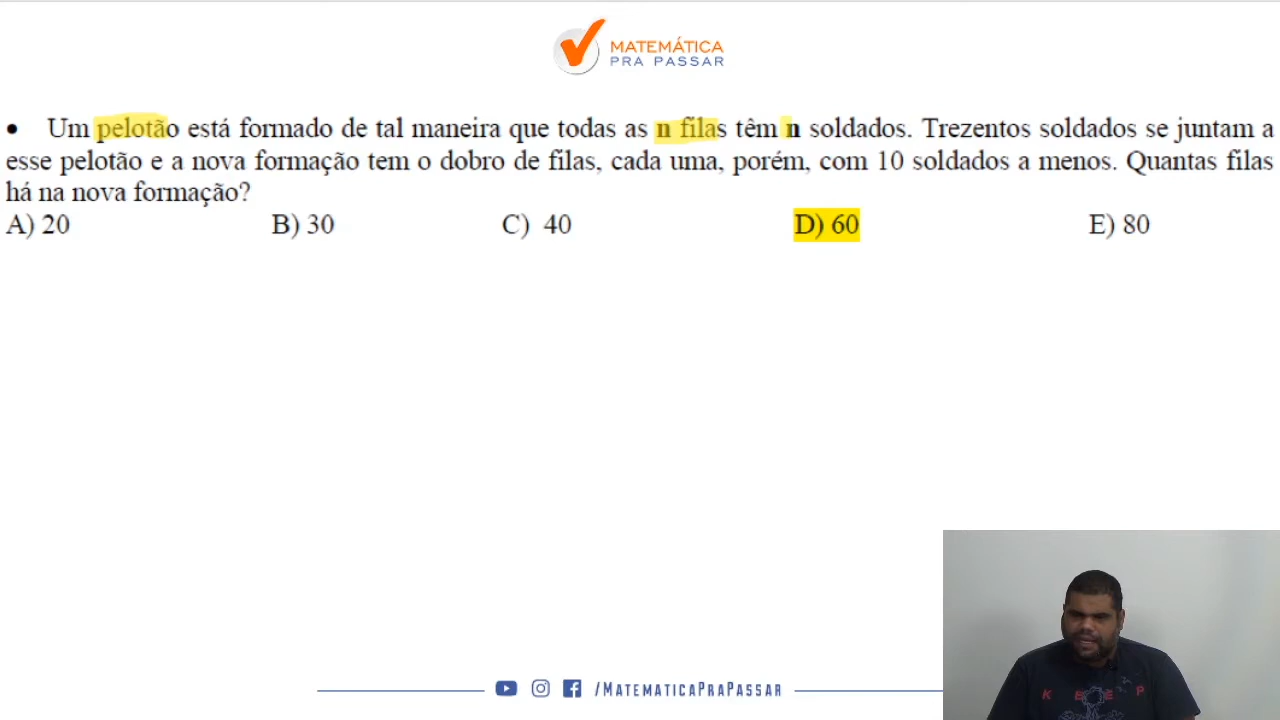 MATEMÁTICA
PRA PASSAR
• Um pelotão está formado de tal maneira que todas as n filas têm n soldados. Trezentos soldados se juntam a
esse pelotão e a nova formação tem o dobro de filas, cada uma, porém, com 10 soldados a menos. Quantas filas
há na nova formação?
A) 20 B) 30 C) 40 D) 60 E) 80
/MATEMATICAPRAPASSAR
K E E P